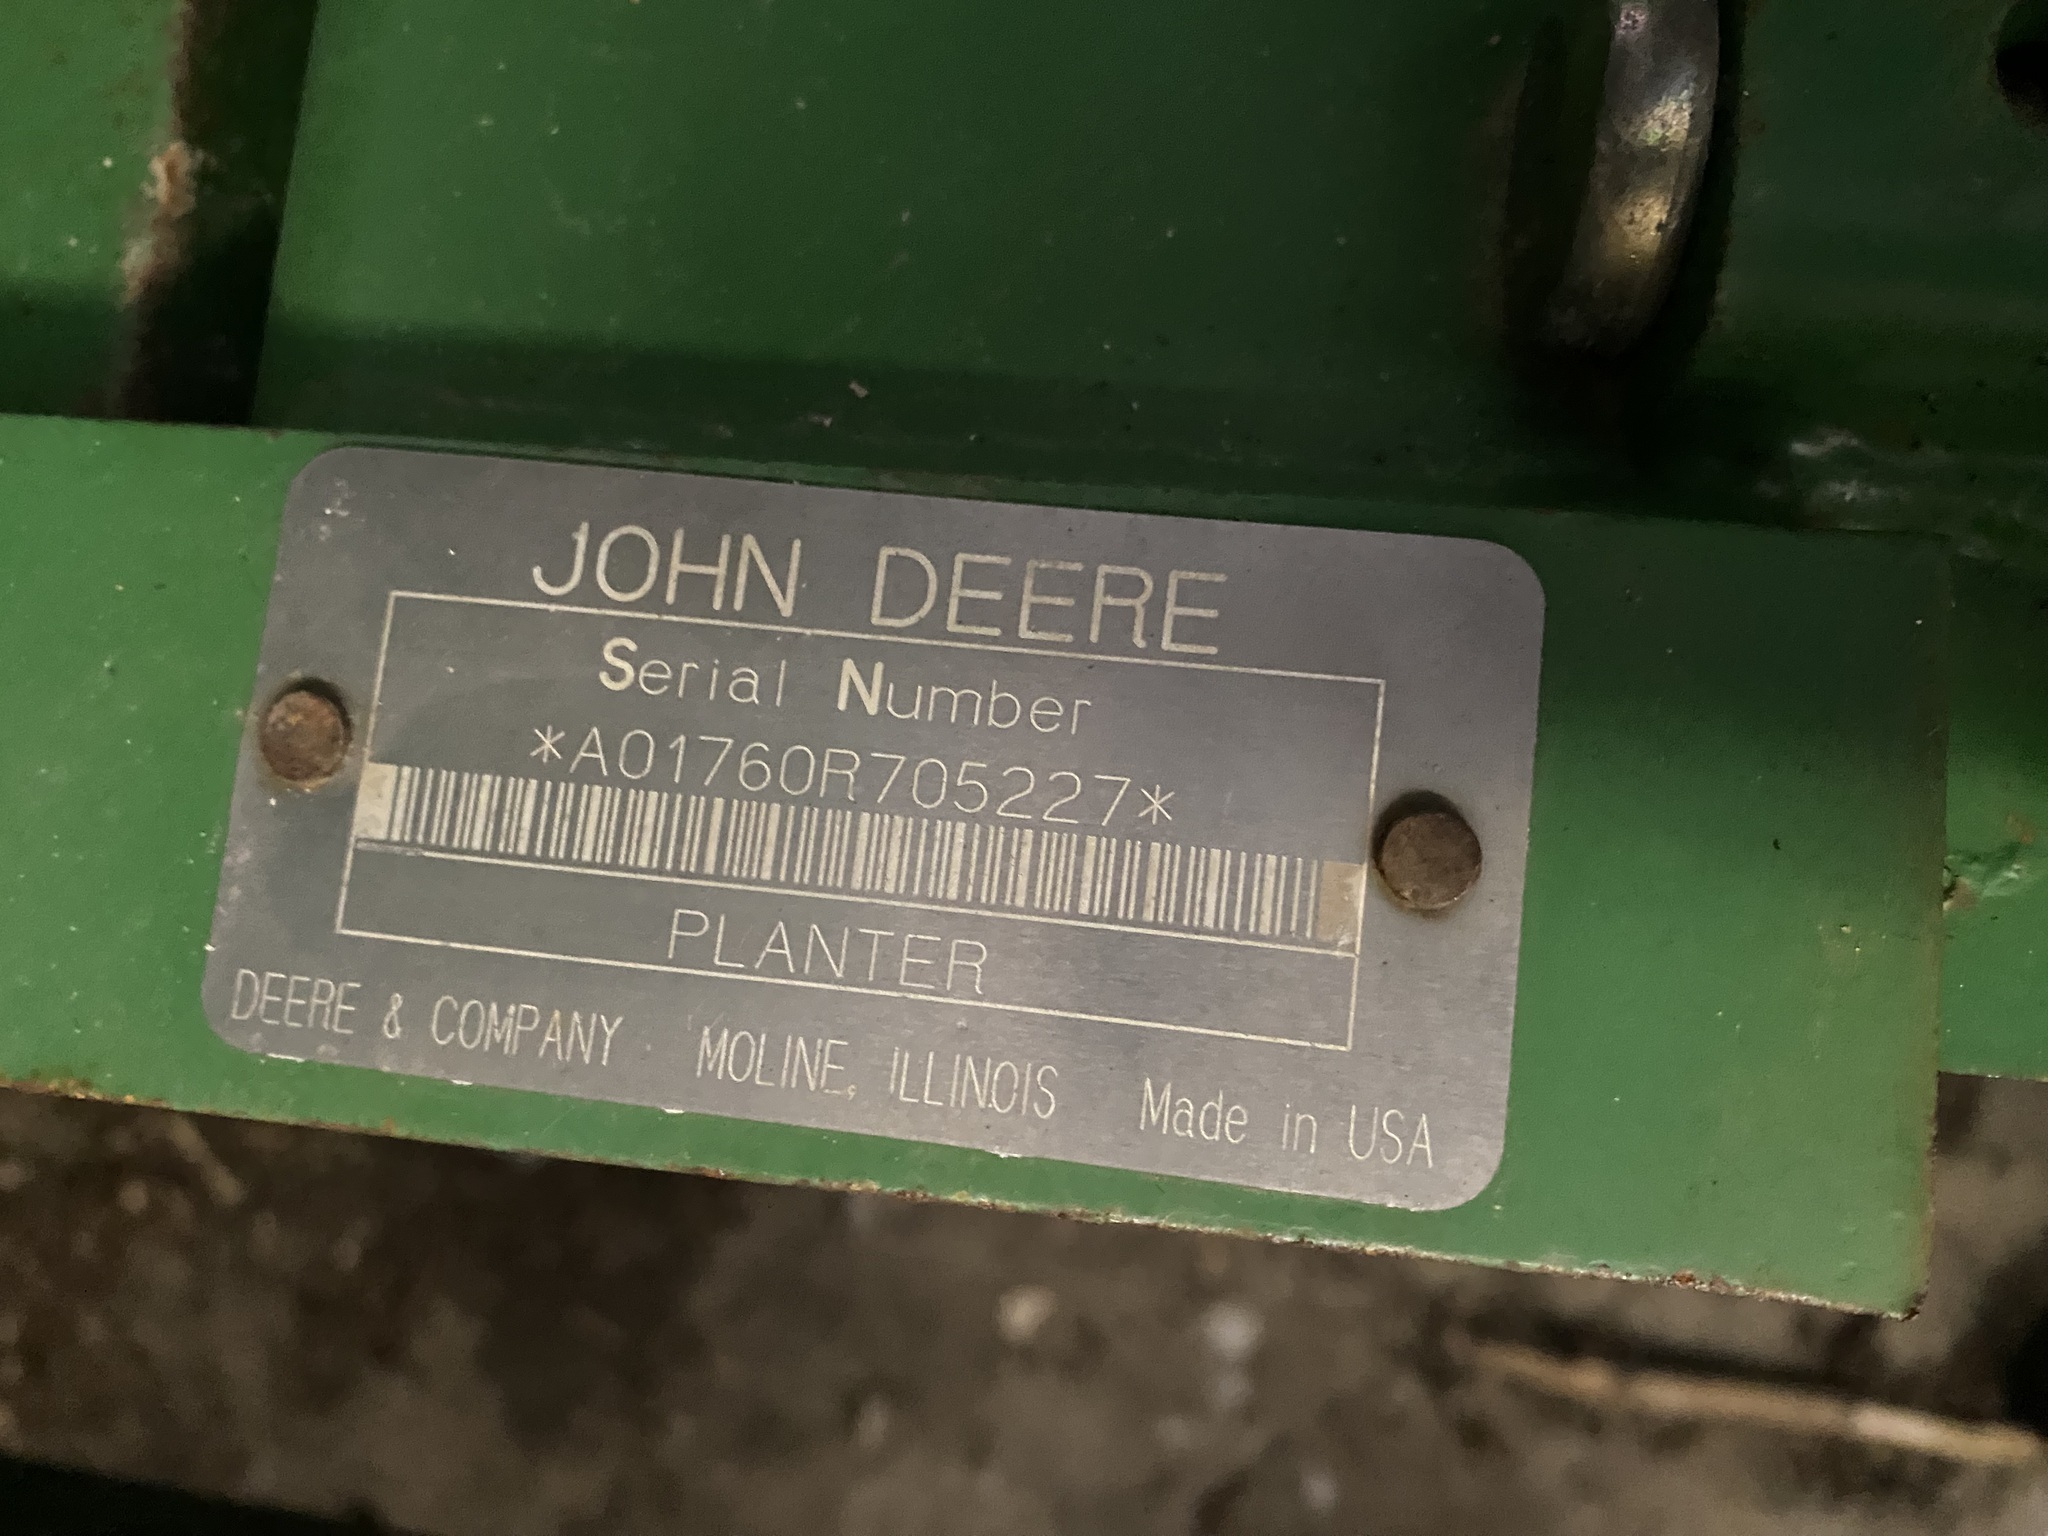 JOHN DEERE
Serial Number
*A01760R705227*
PLANTER
DEERE & COMPANY MOLINE, ILLINOIS Made in USA